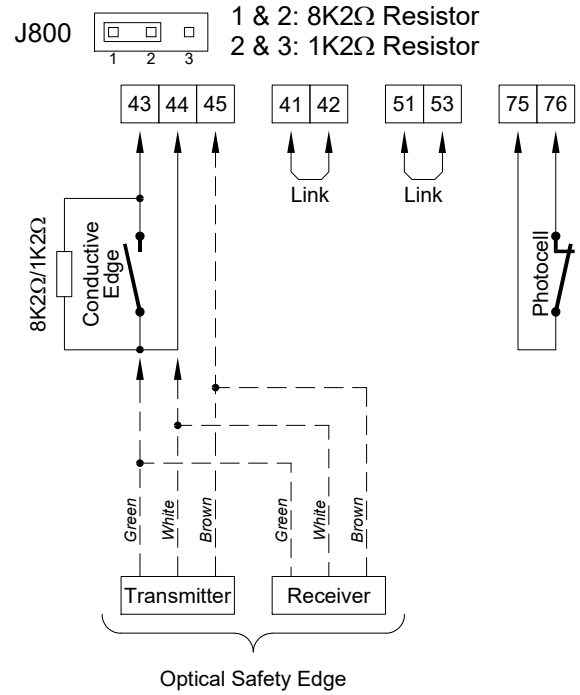 J800
1 2 3
1 & 2: 8K2Ω Resistor
2 & 3: 1K2Ω Resistor
43 44 45 41 42 51 53 75 76
Link Link
8K2Ω/1K2Ω
Conductive
Edge
Photocell
Green White Brown Green White Brown
Transmitter Receiver
Optical Safety Edge